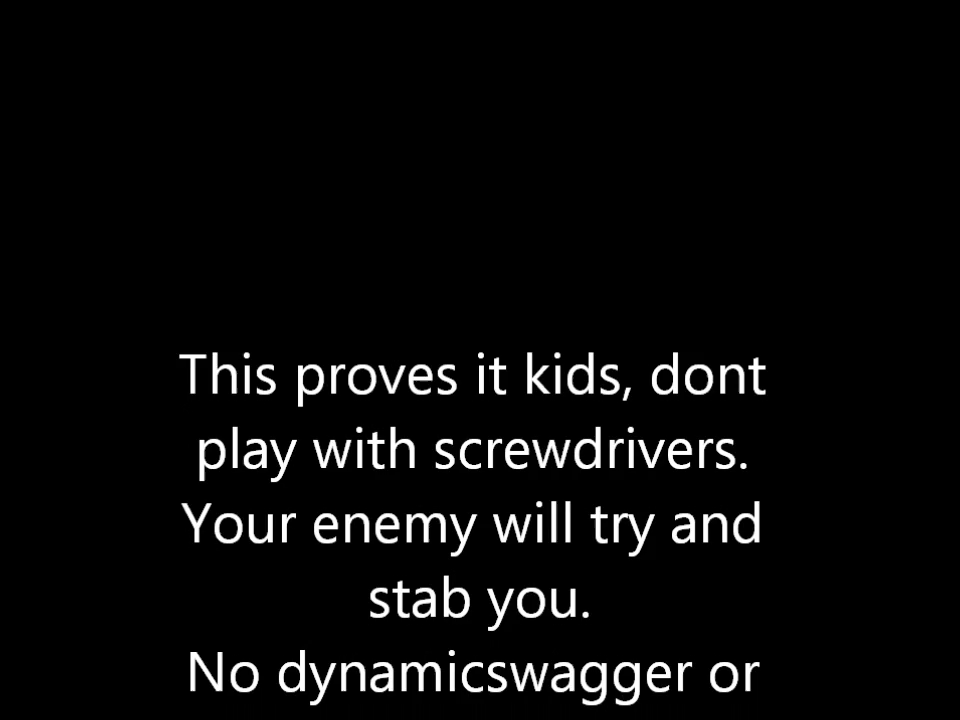 This proves it kids, dont
play with screwdrivers.
Your enemy will try and
stab you.
No dynamicswagger or